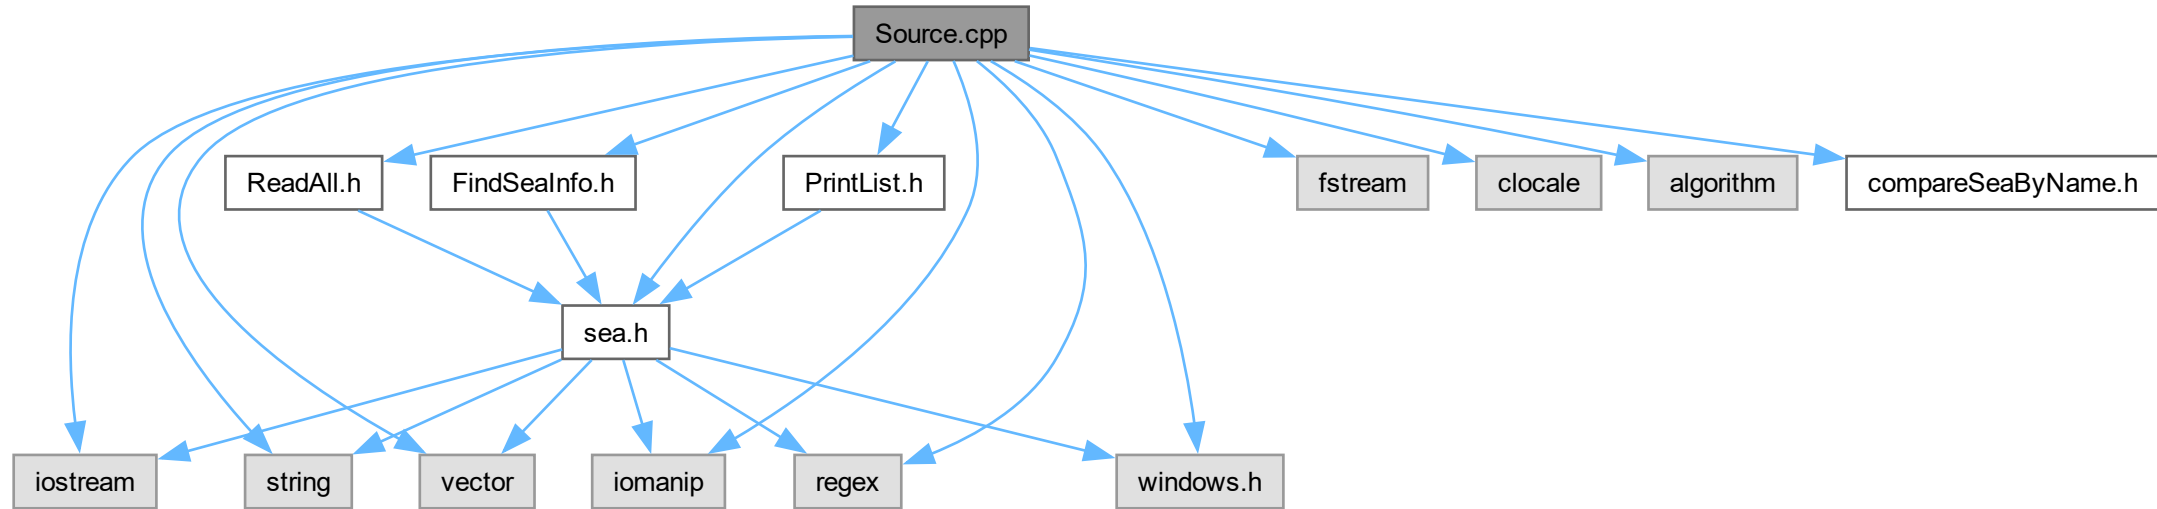 Source.cpp
ReadAll.h
FindSeaInfo.h
PrintList.h
fstream
clocale
algorithm
compareSeaByName.h
sea.h
iostream
string
vector
iomanip
regex
windows.h